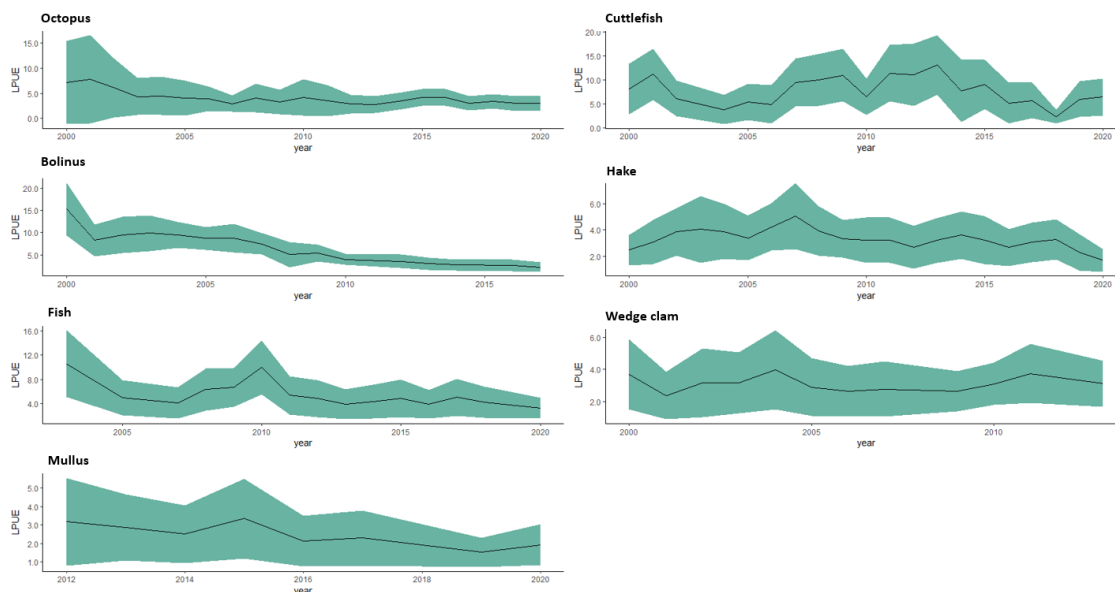 Octopus
LPUE
15.0
10.0
5.0
0.0
2000 2005 2010 2015 2020
year
Cuttlefish
LPUE
20.0
15.0
10.0
5.0
0.0
2000 2005 2010 2015 2020
year
Bolinus
LPUE
20.0
15.0
10.0
5.0
2000 2005 2010 2015
year
Hake
LPUE
6.0
4.0
2.0
2000 2005 2010 2015 2020
year
Fish
LPUE
16.0
12.0
8.0
4.0
2005 2010 2015 2020
year
Wedge clam
LPUE
6.0
4.0
2.0
2000 2005 2010
year
Mullus
LPUE
5.0
4.0
3.0
2.0
1.0
2012 2014 2016 2018 2020
year